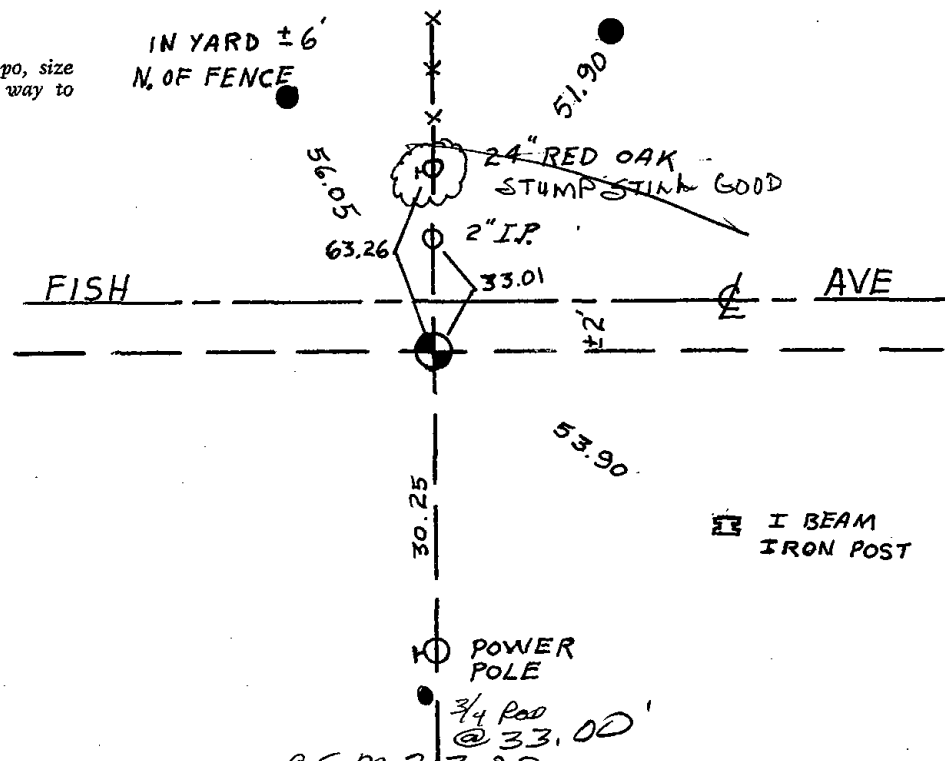 po, size
way to
IN YARD ±6'
N. OF FENCE
51.90
56.05
24" RED OAK
STUMP STILL GOOD
63.26
2" I.P.
33.01
FISH
AVE
±2'
53.90
30.25
I BEAM
IRON POST
POWER
POLE
3/4 ROD
@ 33.00'